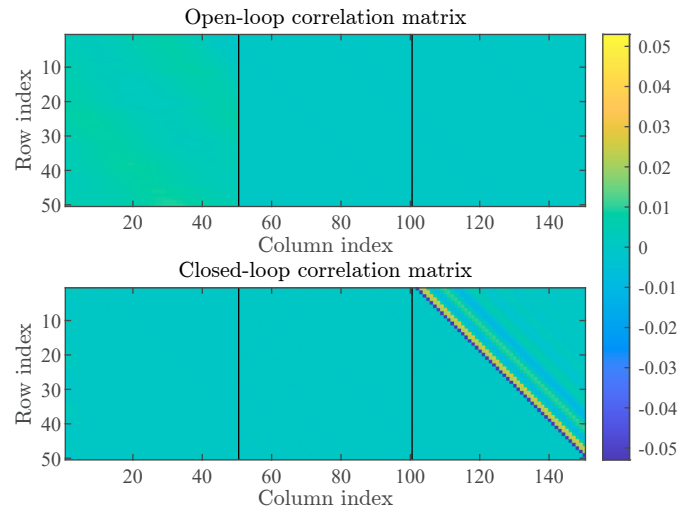 Open-loop correlation matrix
Row index
10
20
30
40
50
20 40 60 80 100 120 140
Column index
Closed-loop correlation matrix
Row index
10
20
30
40
50
20 40 60 80 100 120 140
Column index
0.05
0.04
0.03
0.02
0.01
0
-0.01
-0.02
-0.03
-0.04
-0.05